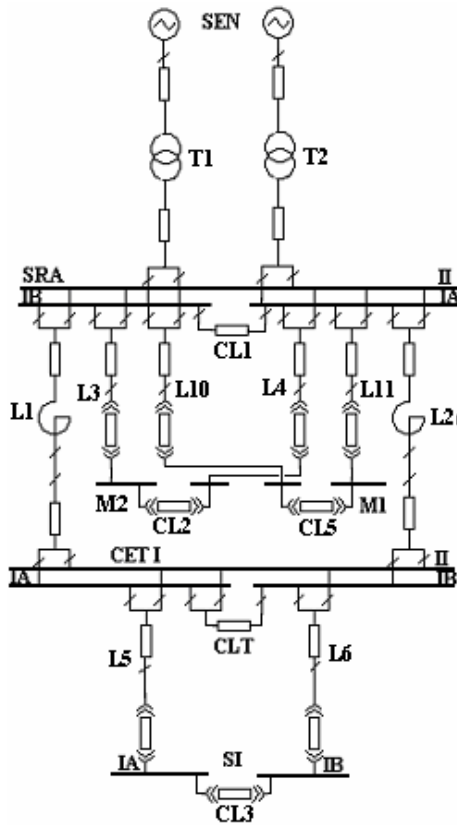 SEN
T1
T2
SRA
II
IB
IA
CL1
L3
L10
L4
L11
L1
L2
M2
CL2
CL5
M1
CET I
II
IA
IB
CLT
L5
L6
IA
SI
IB
CL3